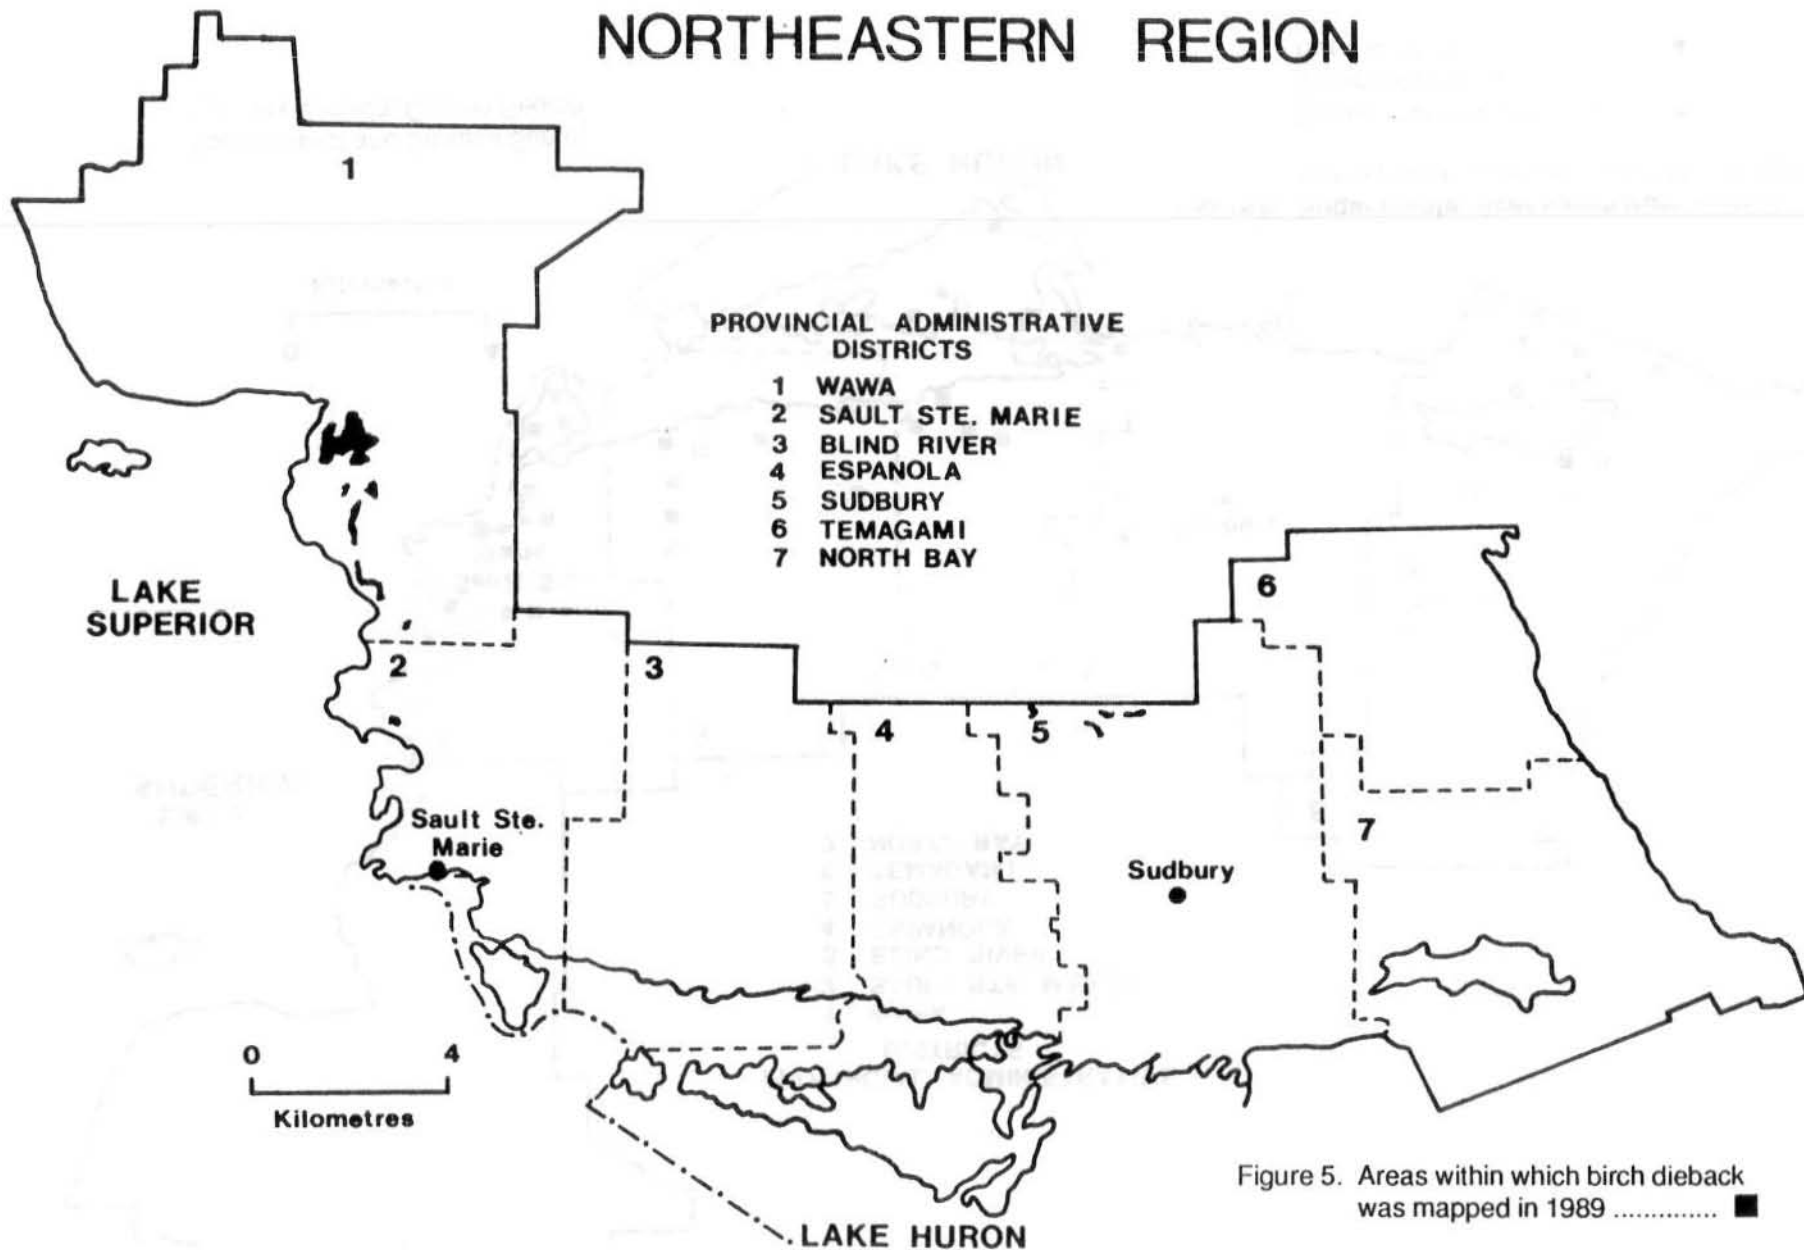 NORTHEASTERN REGION
1
PROVINCIAL ADMINISTRATIVE
DISTRICTS
1 WAWA
2 SAULT STE. MARIE
3 BLIND RIVER
4 ESPANOLA
5 SUDBURY
6 TEMAGAMI
7 NORTH BAY
LAKE
SUPERIOR
6
2
3
4
5
7
Sault Ste.
Marie
Sudbury
0 4
Kilometres
LAKE HURON
Figure 5. Areas within which birch dieback
was mapped in 1989 .............. ■